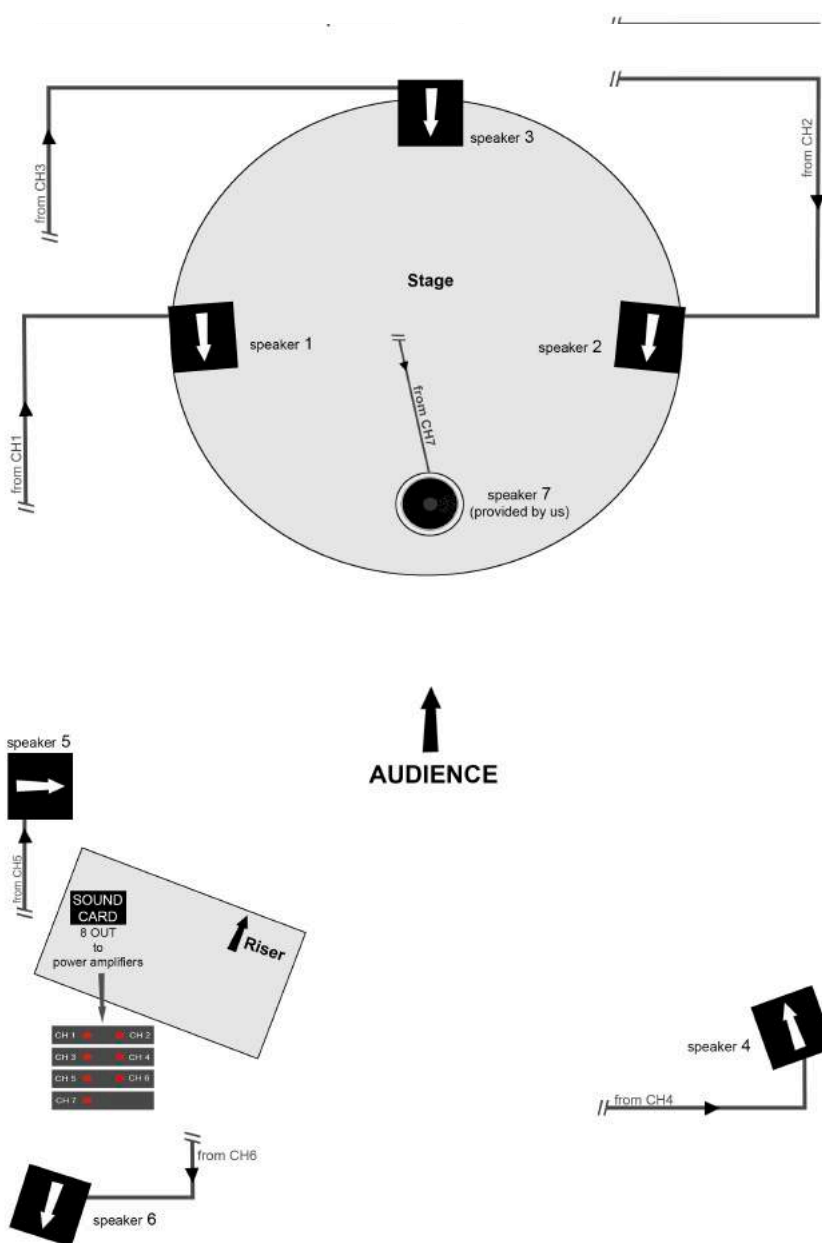 speaker 3
from CH3
from CH2
Stage
speaker 1
speaker 2
from CH1
from CH7
speaker 7
(provided by us)
speaker 5
AUDIENCE
from CH5
SOUND
CARD
8 OUT
to
power amplifiers
Riser
CH 1
CH 2
CH 3
CH 4
CH 5
CH 6
CH 7
speaker 4
from CH4
from CH6
speaker 6